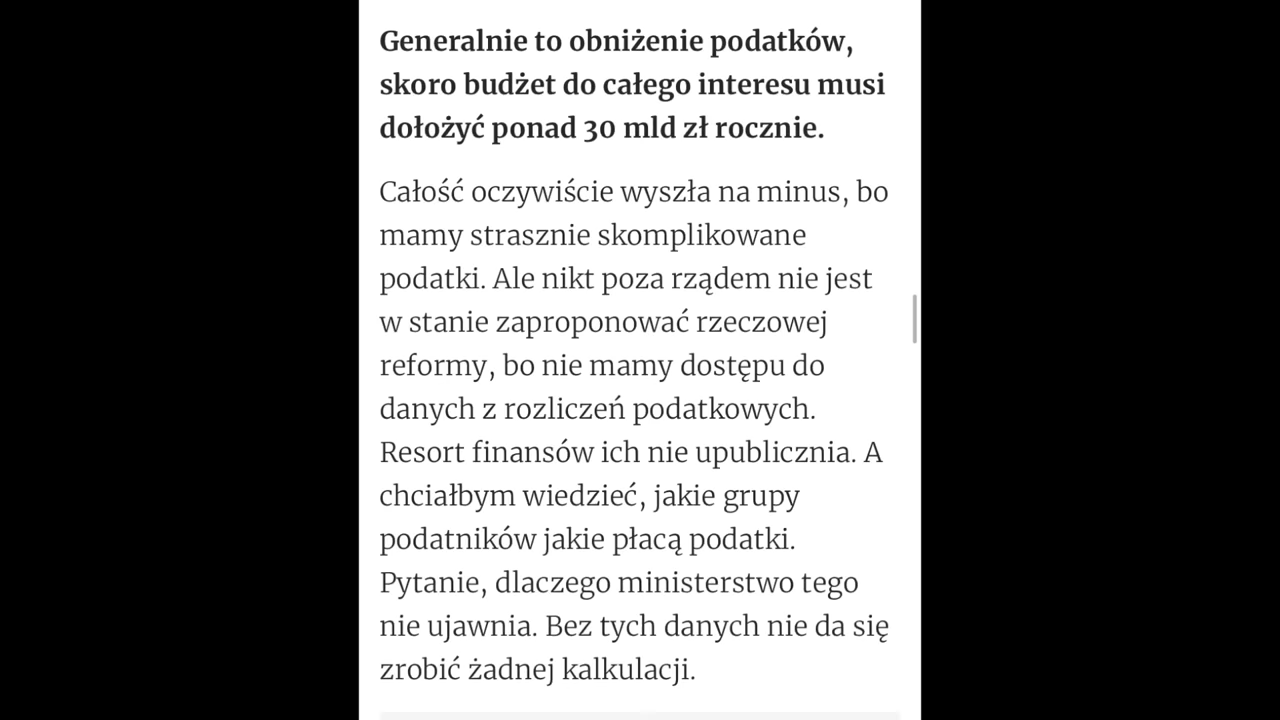 Generalnie to obniżenie podatków,
skoro budżet do całego interesu musi
dołożyć ponad 30 mld zł rocznie.
Całość oczywiście wyszła na minus, bo
mamy strasznie skomplikowane
podatki. Ale nikt poza rządem nie jest
w stanie zaproponować rzeczowej
reformy, bo nie mamy dostępu do
danych z rozliczeń podatkowych.
Resort finansów ich nie upublicznia. A
chciałbym wiedzieć, jakie grupy
podatników jakie płacą podatki.
Pytanie, dlaczego ministerstwo tego
nie ujawnia. Bez tych danych nie da się
zrobić żadnej kalkulacji.